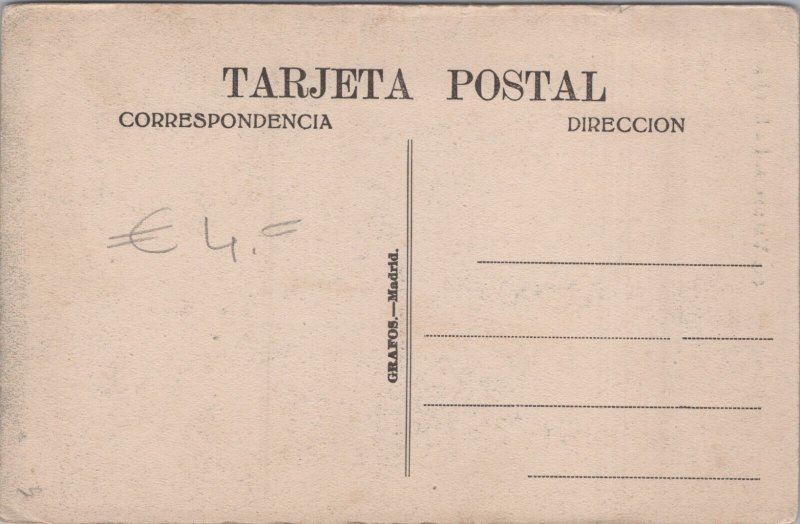 TARJETA POSTAL
CORRESPONDENCIA
DIRECCION
€ 4.=
GRAFOS.—Madrid.